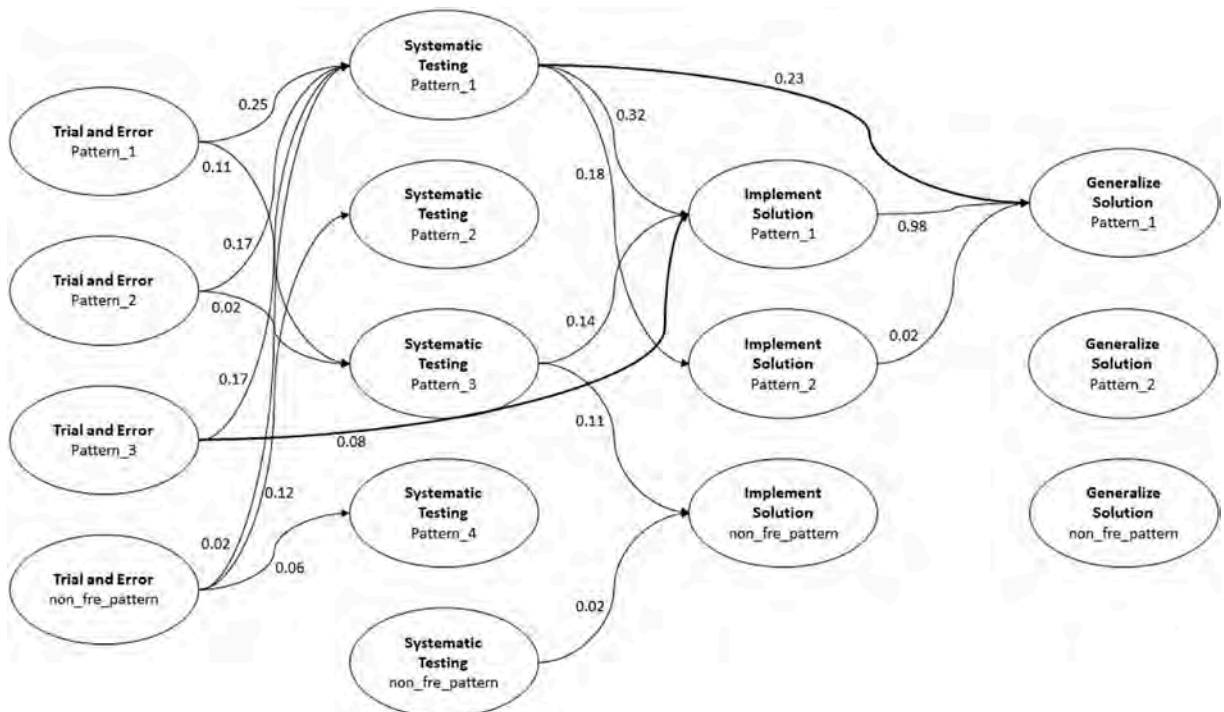 Systematic
Testing
Pattern_1
0.23
0.25
0.32
Trial and Error
Pattern_1
0.11
0.18
Systematic
Testing
Pattern_2
Implement
Solution
Pattern_1
0.98
Generalize
Solution
Pattern_1
0.17
Trial and Error
Pattern_2
0.02
0.14
0.02
Systematic
Testing
Pattern_3
Implement
Solution
Pattern_2
Generalize
Solution
Pattern_2
0.17
0.11
Trial and Error
Pattern_3
0.08
0.12
Systematic
Testing
Pattern_4
Implement
Solution
non_fre_pattern
Generalize
Solution
non_fre_pattern
0.02
0.06
Trial and Error
non_fre_pattern
0.02
Systematic
Testing
non_fre_pattern